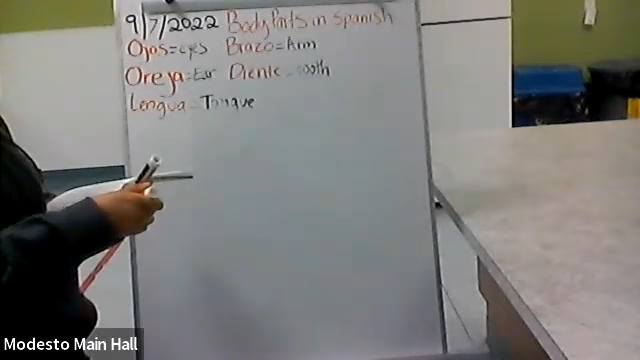 9/7/2022 Body Parts in Spanish
Ojos=eyes Brazo=Arm
Oreja=Ear Diente=tooth
Lengua=Tongue
Modesto Main Hall